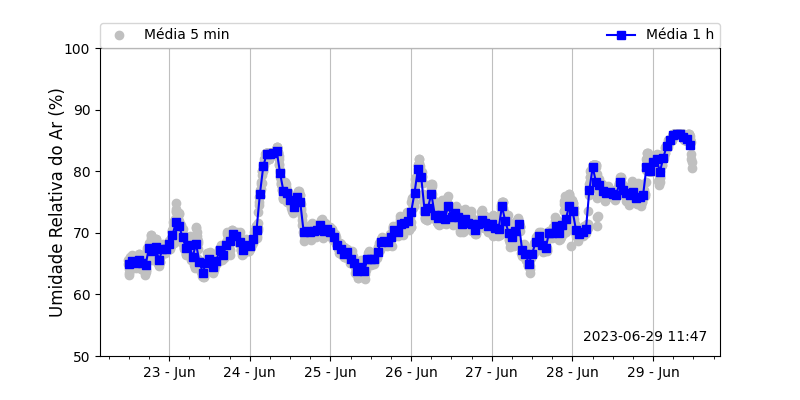 Média 5 min
Média 1 h
Umidade Relativa do Ar (%)
100
90
80
70
60
50
2023-06-29 11:47
23 - Jun
24 - Jun
25 - Jun
26 - Jun
27 - Jun
28 - Jun
29 - Jun